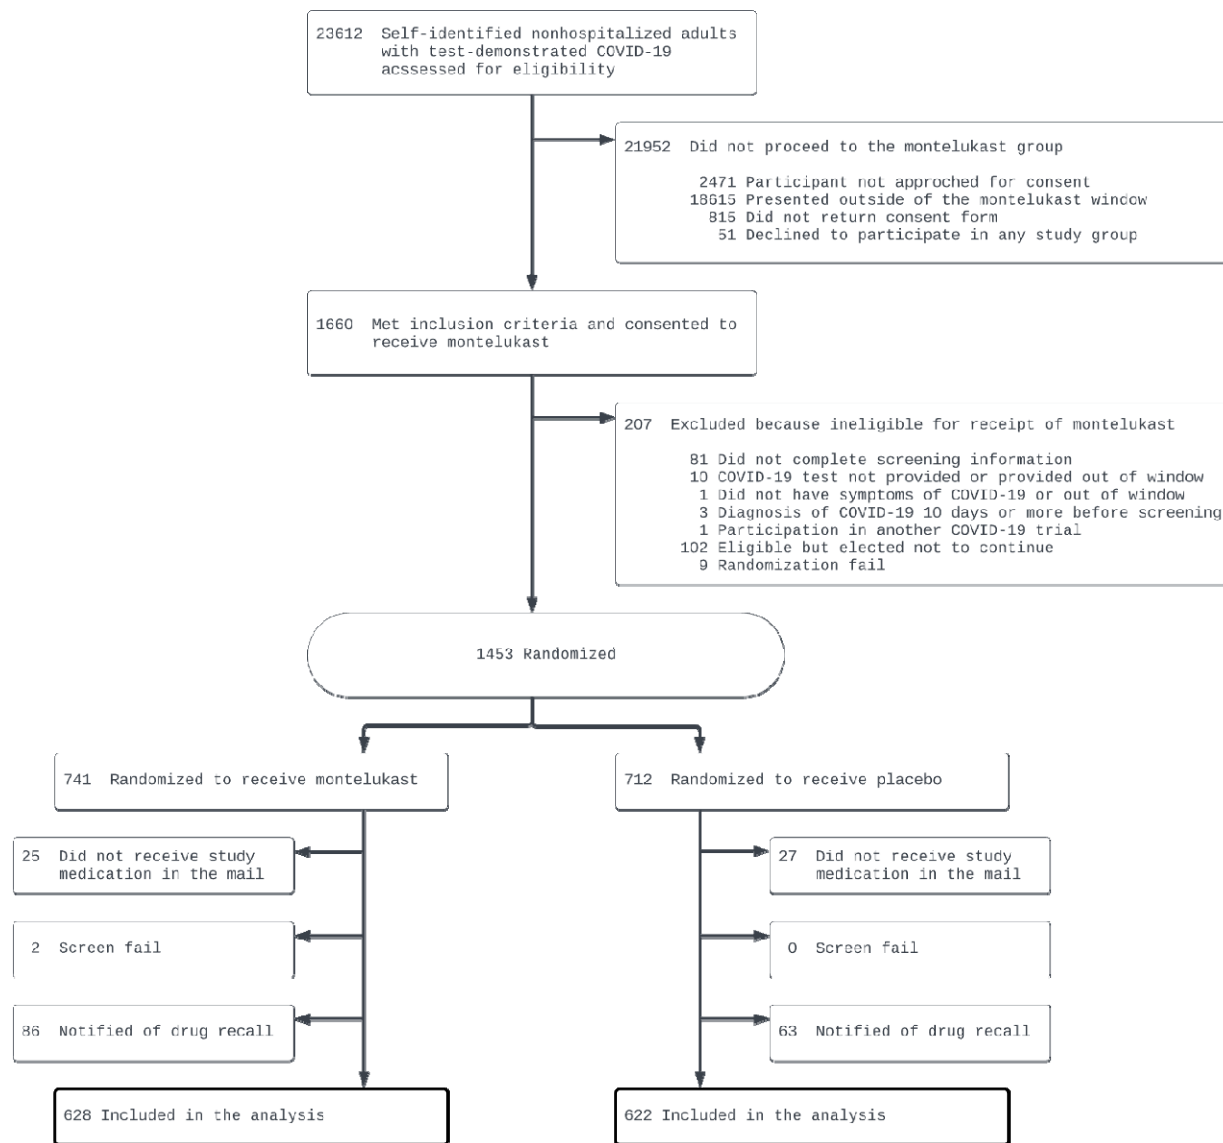 23612 Self-identified nonhospitalized adults
with test-demonstrated COVID-19
acssessed for eligibility
21952 Did not proceed to the montelukast group
2471 Participant not approched for consent
18615 Presented outside of the montelukast window
815 Did not return consent form
51 Declined to participate in any study group
1660 Met inclusion criteria and consented to
receive montelukast
207 Excluded because ineligible for receipt of montelukast
81 Did not complete screening information
10 COVID-19 test not provided or provided out of window
1 Did not have symptoms of COVID-19 or out of window
3 Diagnosis of COVID-19 10 days or more before screening
1 Participation in another COVID-19 trial
102 Eligible but elected not to continue
9 Randomization fail
1453 Randomized
741 Randomized to receive montelukast
712 Randomized to receive placebo
25 Did not receive study
medication in the mail
27 Did not receive study
medication in the mail
2 Screen fail
0 Screen fail
86 Notified of drug recall
63 Notified of drug recall
628 Included in the analysis
622 Included in the analysis